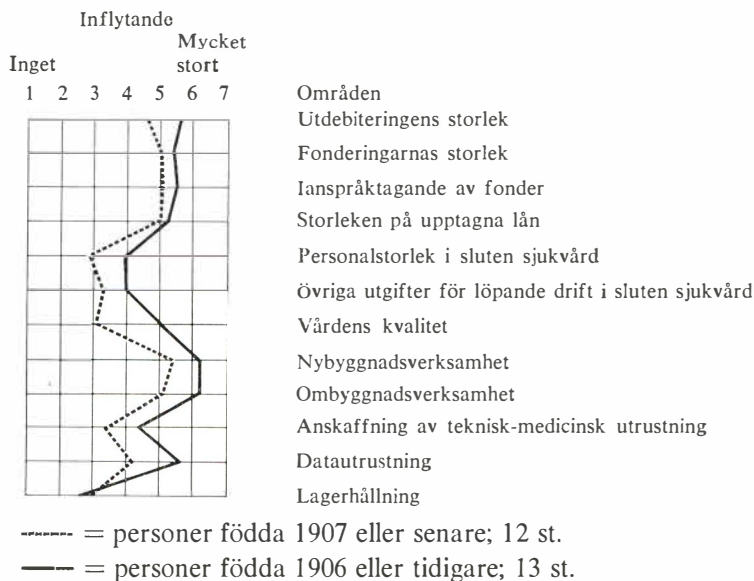 Inflytande
Mycket
Inget stort
1 2 3 4 5 6 7 Områden
Utdebiteringens storlek
Fonderingarnas storlek
Ianspråktagande av fonder
Storleken på upptagna lån
Personalstorlek i sluten sjukvård
Övriga utgifter för löpande drift i sluten sjukvård
Vårdens kvalitet
Nybyggnadsverksamhet
Ombyggnadsverksamhet
Anskaffning av teknisk-medicinsk utrustning
Datautrustning
Lagerhållning
= personer födda 1907 eller senare; 12 st.
= personer födda 1906 eller tidigare; 13 st.